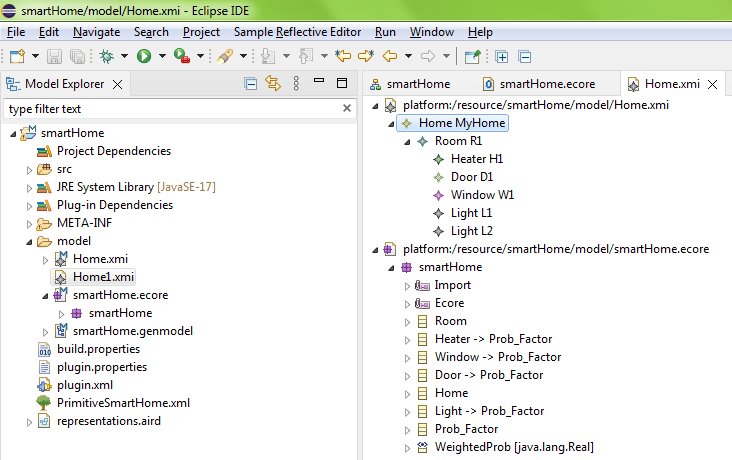 smartHome/model/Home.xmi - Eclipse IDE
File Edit Navigate Search Project Sample Reflective Editor Run Window Help
Model Explorer
type filter text
smartHome
Project Dependencies
src
JRE System Library [JavaSE-17]
Plug-in Dependencies
META-INF
model
Home.xmi
Home1.xmi
smartHome.ecore
smartHome
smartHome.genmodel
build.properties
plugin.properties
plugin.xml
PrimitiveSmartHome.xml
representations.aird
smartHome smartHome.ecore Home.xmi
platform:/resource/smartHome/model/Home.xmi
Home MyHome
Room R1
Heater H1
Door D1
Window W1
Light L1
Light L2
platform:/resource/smartHome/model/smartHome.ecore
smartHome
Import
Ecore
Room
Heater -> Prob_Factor
Window -> Prob_Factor
Door -> Prob_Factor
Home
Light -> Prob_Factor
Prob_Factor
WeightedProb [java.lang.Real]